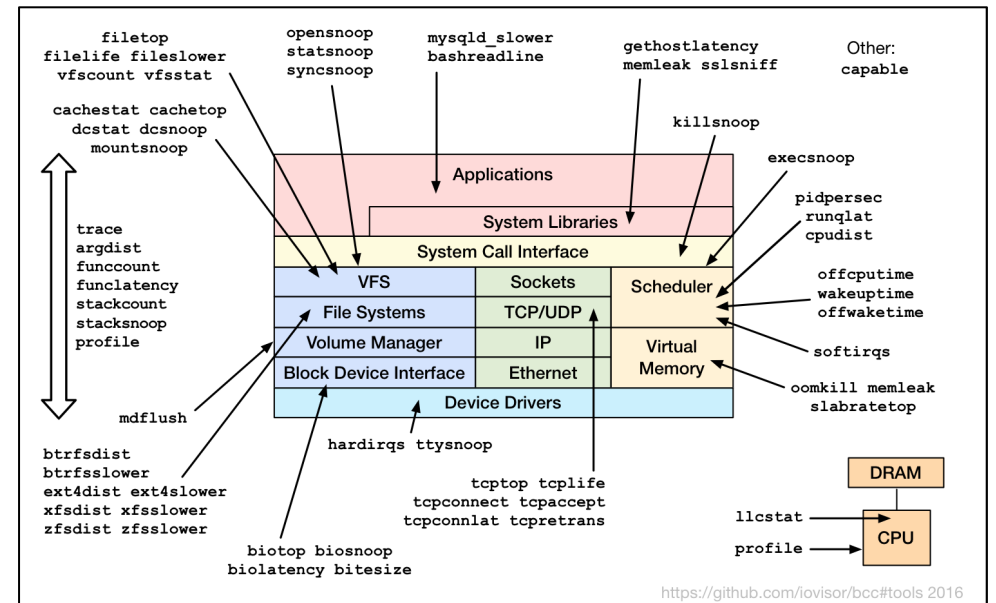 filetop
filelife fileslower
vfscount vfsstat
opensnoop
statsnoop
syncsnoop
mysqld_slower
bashreadline
gethostlatency
memleak sslsniff
Other:
capable
cachestat cachetop
dcstat dcsnoop
mountsnoop
killsnoop
execsnoop
pidpersec
runqlat
cpudist
offcputime
wakeuptime
offwaketime
softirqs
oomkill memleak
slabratetop
trace
argdist
funccount
funclatency
stackcount
stacksnoop
profile
Applications
System Libraries
System Call Interface
VFS
Sockets
Scheduler
File Systems
TCP/UDP
Volume Manager
IP
Virtual
Memory
Block Device Interface
Ethernet
Device Drivers
mdflush
hardirqs ttysnoop
btrfsdist
btrfsslower
ext4dist ext4slower
xfsdist xfsslower
zfsdist zfsslower
biotop biosnoop
biolatency bitesize
tcptop tcplife
tcpconnect tcpaccept
tcpconnlat tcpretrans
DRAM
llcstat
CPU
profile
https://github.com/iovisor/bcc#tools 2016